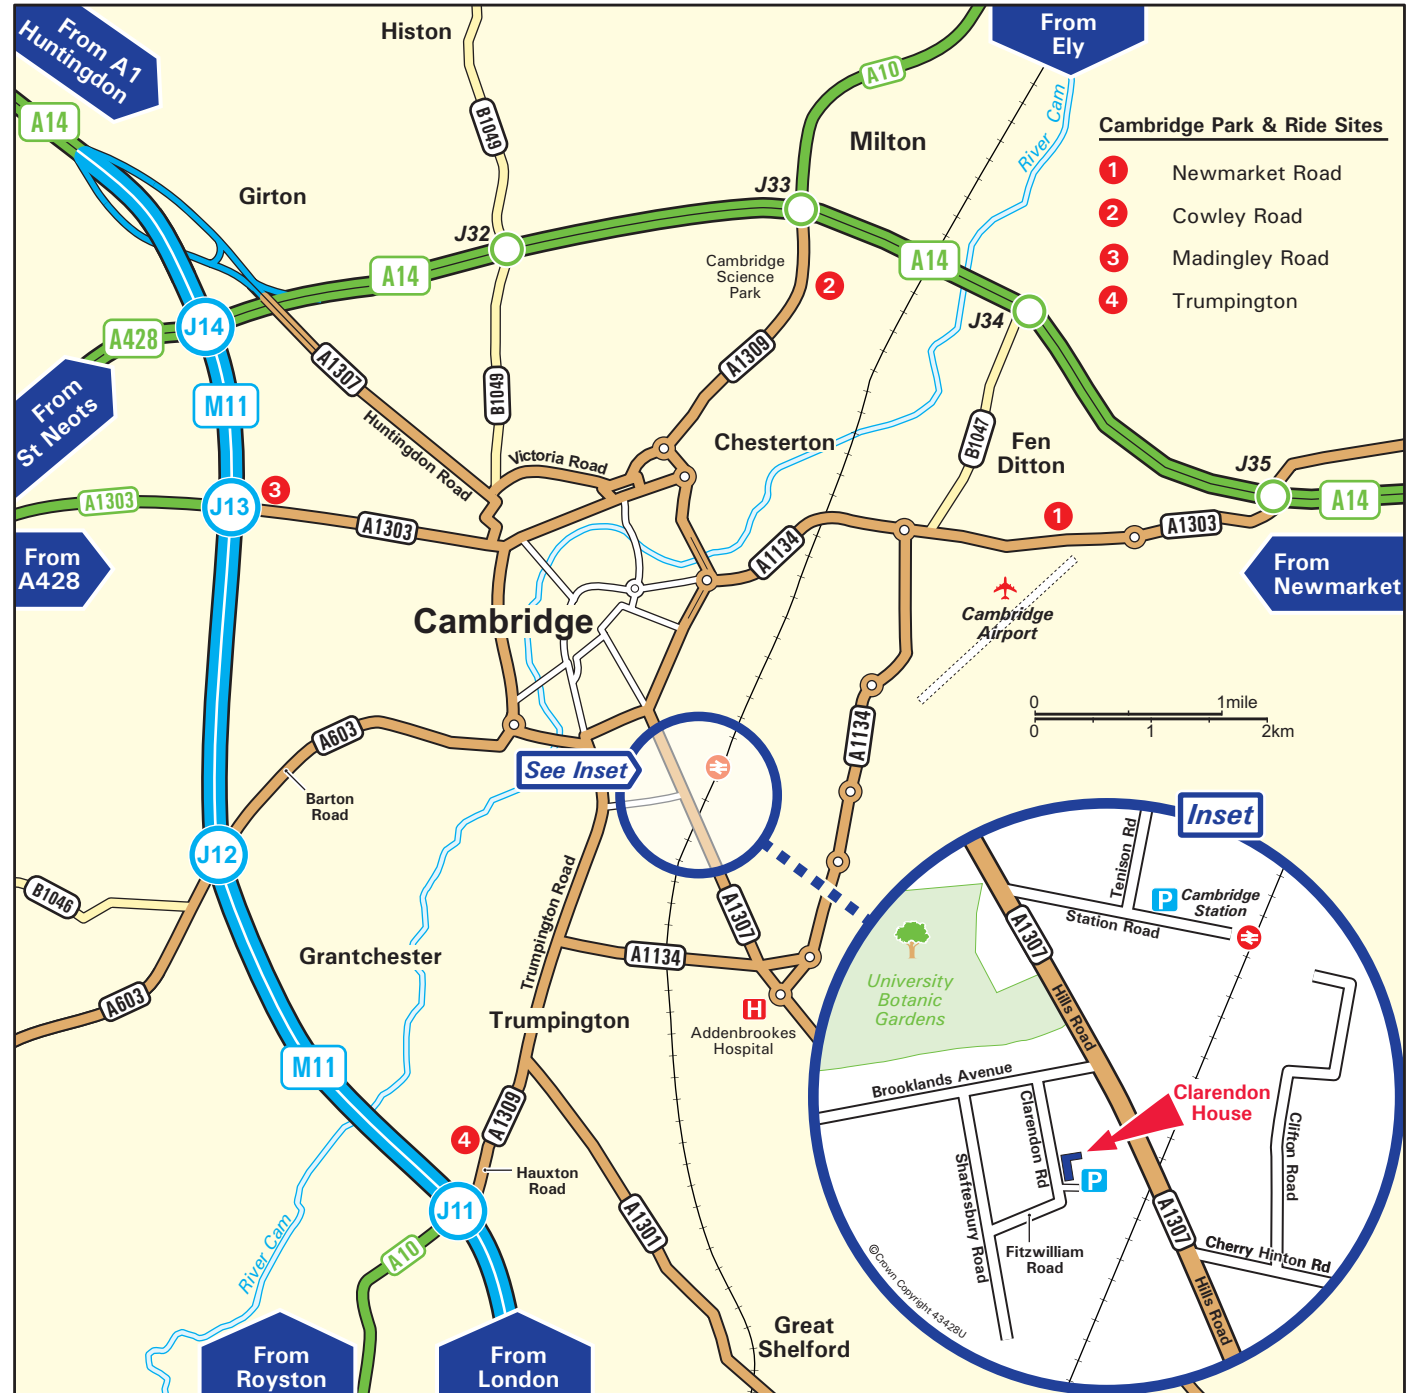 From A1
Huntingdon
Histon
From
Ely
A10
A14
B1049
River Cam
Cambridge Park & Ride Sites
1 Newmarket Road
2 Cowley Road
3 Madingley Road
4 Trumpington
Milton
Girton
J33
J32
Cambridge
Science
Park
2
A14
A14
J34
J14
A428
A1307
A1309
From
St Neots
M11
B1049
Huntingdon Road
Victoria Road
Chesterton
B1047
Fen
Ditton
J35
A14
A1303
J13
3
A1303
1
A1303
A1134
From
A428
From
Newmarket
Cambridge
Cambridge
Airport
0 1mile
0 1 2km
A603
A1134
See Inset
Barton
Road
J12
Inset
B1046
Trumpington Road
A1307
Grantchester
A1134
A603
H
Addenbrookes
Hospital
Trumpington
M11
A1309
4
Hauxton
Road
J11
A10
A1301
River Cam
Great
Shelford
From
Royston
From
London
Tenison Rd
P
Cambridge
Station
Station Road
A1307
University
Botanic
Gardens
Hills Road
Brooklands Avenue
Clarendon
House
Clarendon Rd
Clifton Road
Shaftesbury Road
P
A1307
Fitzwilliam
Road
Cherry Hinton Rd
Hills Road
©Crown Copyright 43428U